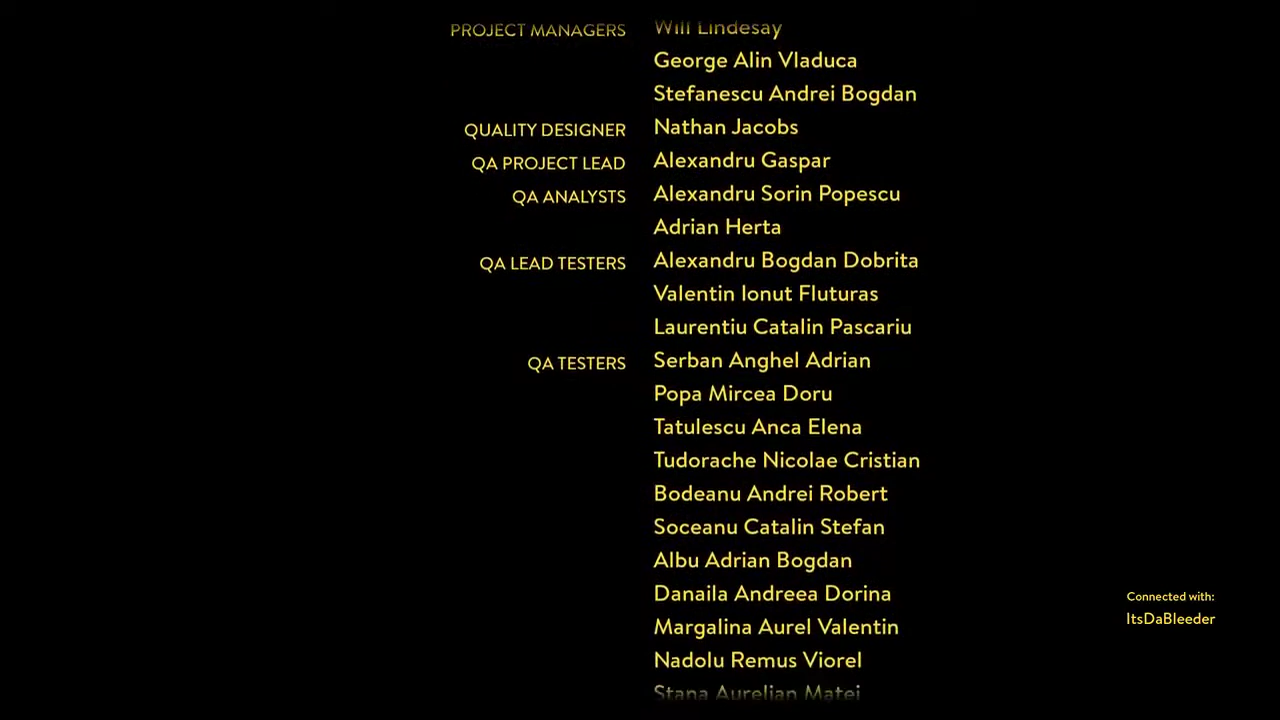 PROJECT MANAGERS Will Lindesay
George Alin Vladuca
Stefanescu Andrei Bogdan
QUALITY DESIGNER Nathan Jacobs
QA PROJECT LEAD Alexandru Gaspar
QA ANALYSTS Alexandru Sorin Popescu
Adrian Herta
QA LEAD TESTERS Alexandru Bogdan Dobrita
Valentin Ionut Fluturas
Laurentiu Catalin Pascariu
QA TESTERS Serban Anghel Adrian
Popa Mircea Doru
Tatulescu Anca Elena
Tudorache Nicolae Cristian
Bodeanu Andrei Robert
Soceanu Catalin Stefan
Albu Adrian Bogdan
Danaila Andreea Dorina
Margalina Aurel Valentin
Nadolu Remus Viorel
Stana Aurelian Matei
Connected with:
ItsDaBleeder